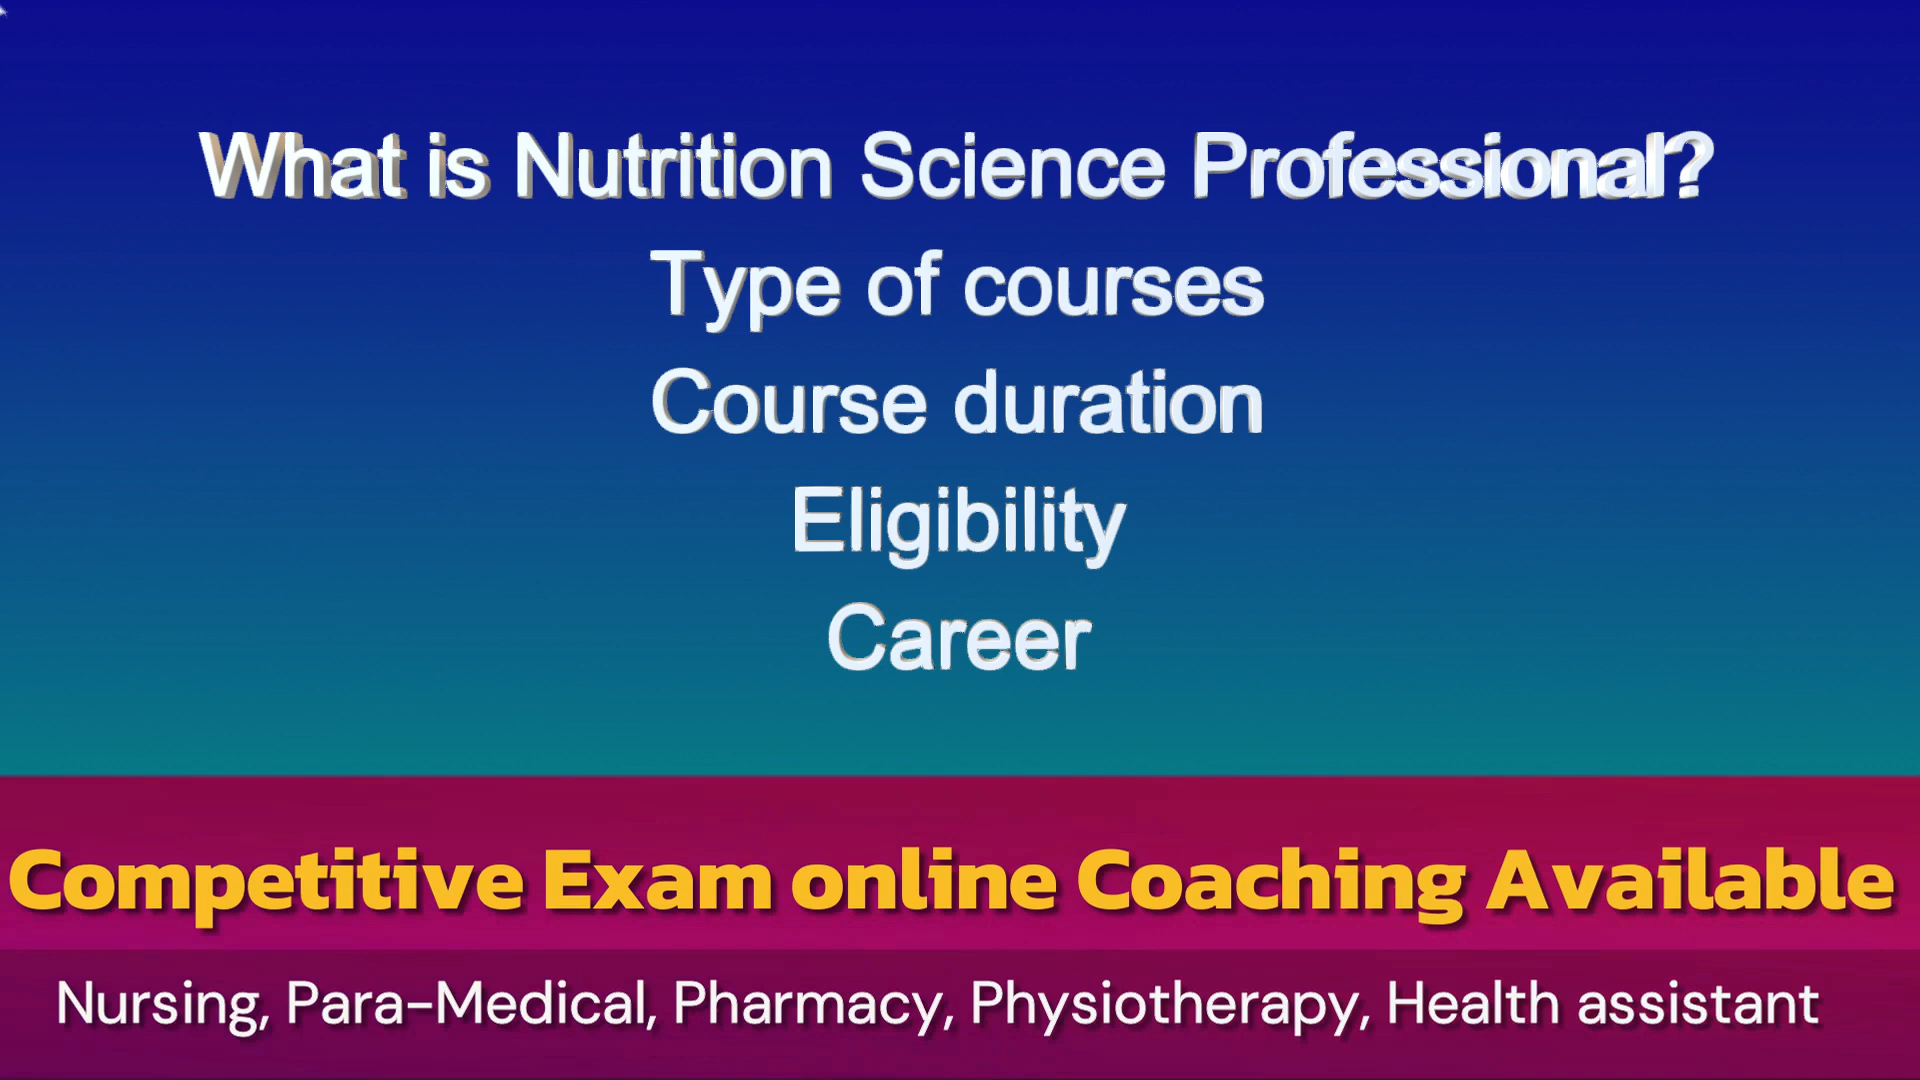 What is Nutrition Science Professional?
Type of courses
Course duration
Eligibility
Career
Competitive Exam online Coaching Available
Nursing, Para-Medical, Pharmacy, Physiotherapy, Health assistant